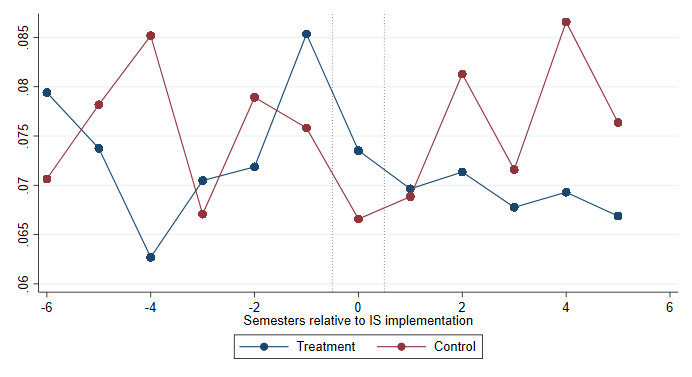 .085
.08
.075
.07
.065
.06
-6 -4 -2 0 2 4 6
Semesters relative to IS implementation
Treatment Control